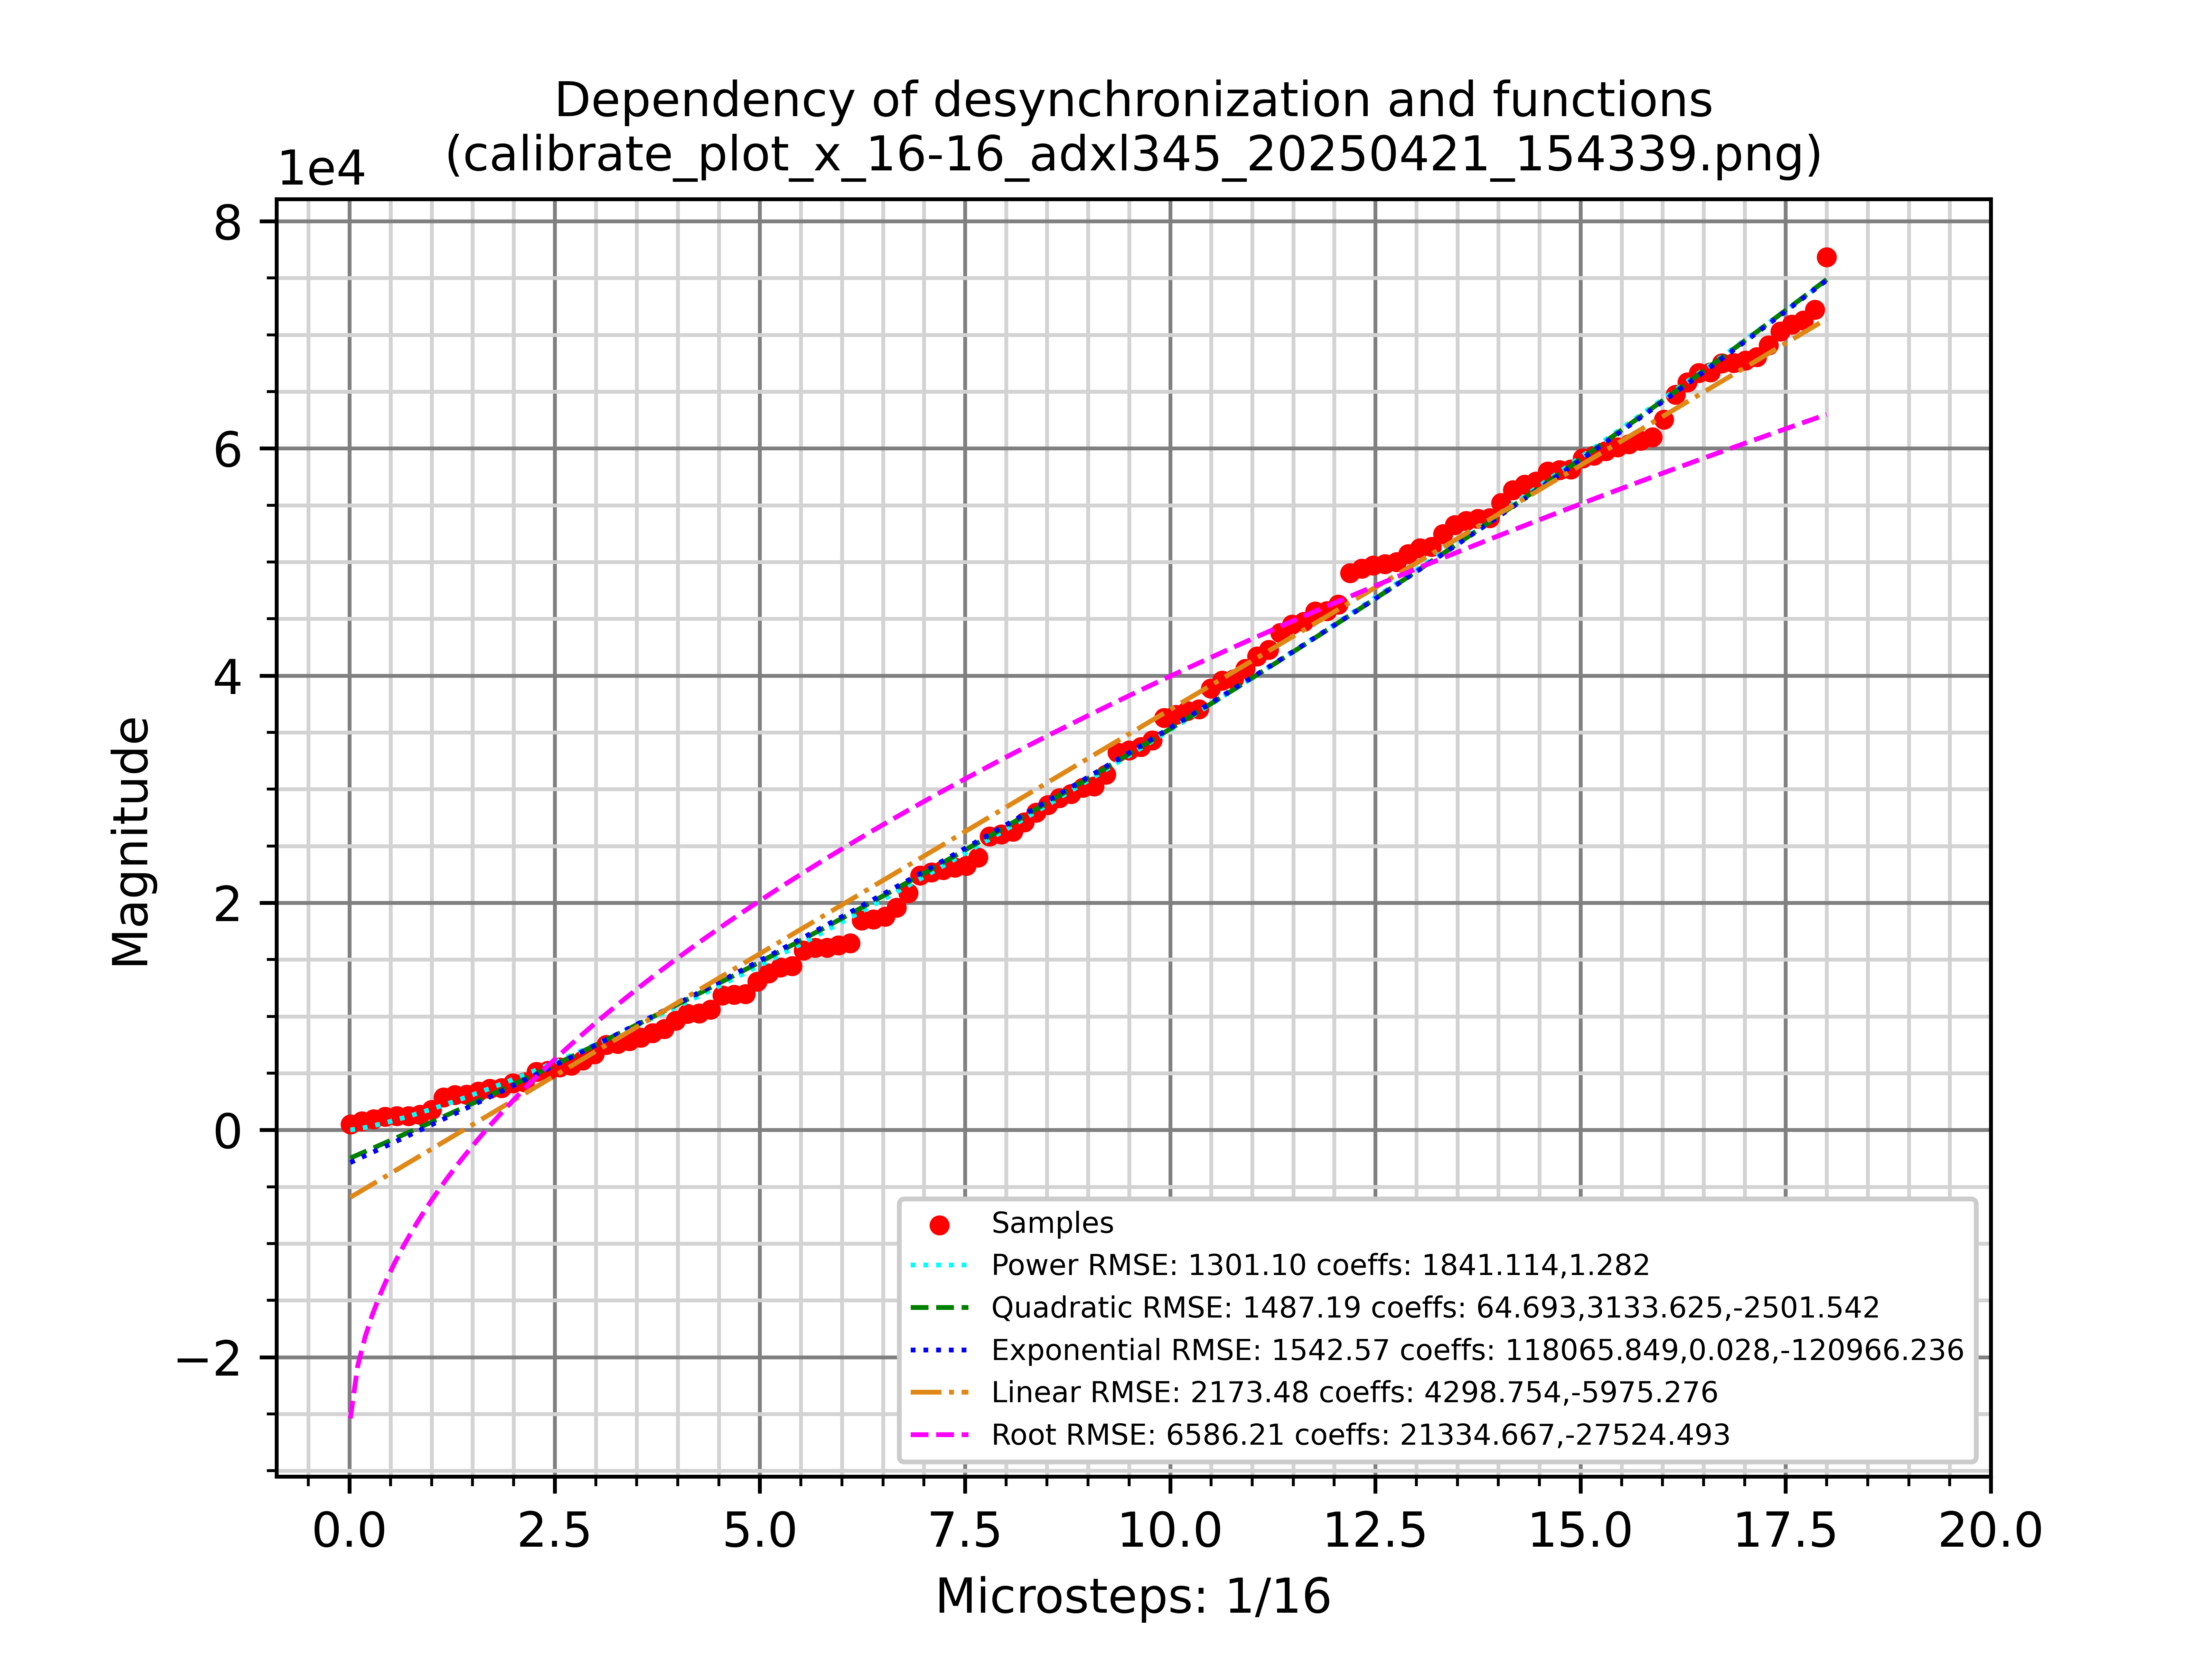 Dependency of desynchronization and functions
(calibrate_plot_x_16-16_adxl345_20250421_154339.png)
1e4
8
6
4
2
0
−2
Magnitude
Samples
Power RMSE: 1301.10 coeffs: 1841.114,1.282
Quadratic RMSE: 1487.19 coeffs: 64.693,3133.625,-2501.542
Exponential RMSE: 1542.57 coeffs: 118065.849,0.028,-120966.236
Linear RMSE: 2173.48 coeffs: 4298.754,-5975.276
Root RMSE: 6586.21 coeffs: 21334.667,-27524.493
0.0 2.5 5.0 7.5 10.0 12.5 15.0 17.5 20.0
Microsteps: 1/16